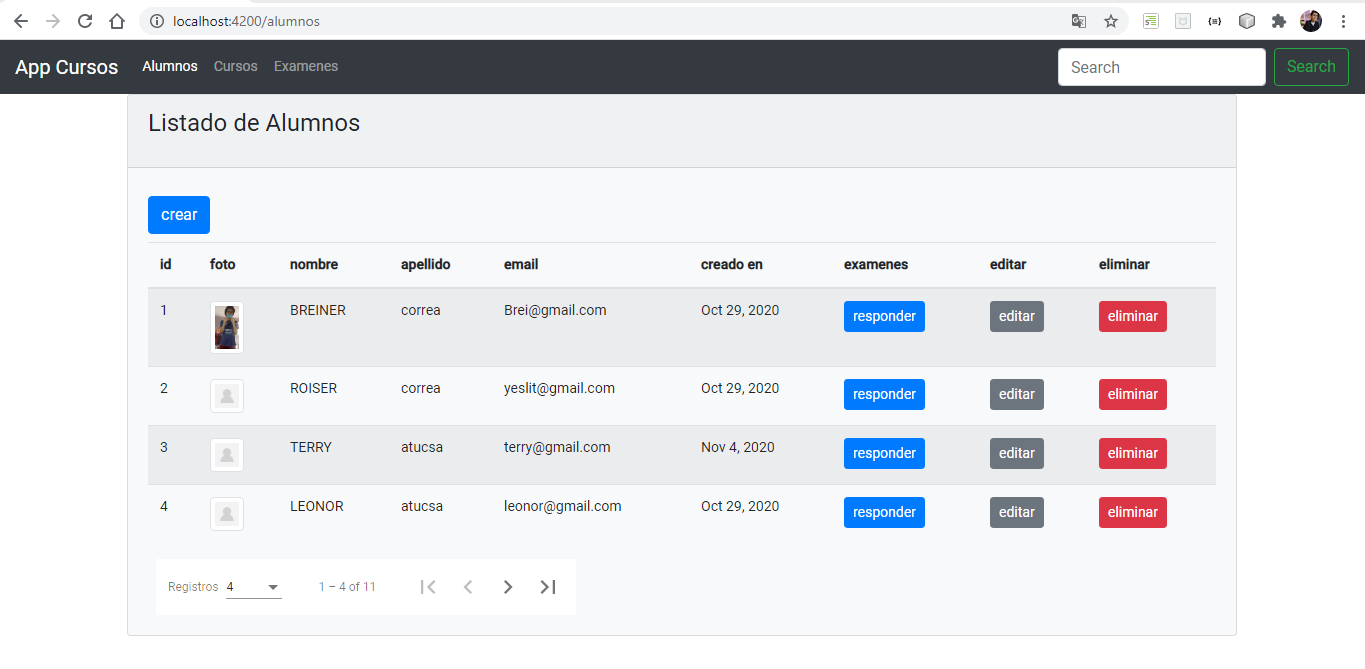 localhost:4200/alumnos
App Cursos Alumnos Cursos Examenes Search Search
Listado de Alumnos
crear
id foto nombre apellido email creado en examenes editar eliminar
1 BREINER correa Brei@gmail.com Oct 29, 2020 responder editar eliminar
2 ROISER correa yeslit@gmail.com Oct 29, 2020 responder editar eliminar
3 TERRY atucsa terry@gmail.com Nov 4, 2020 responder editar eliminar
4 LEONOR atucsa leonor@gmail.com Oct 29, 2020 responder editar eliminar
Registros 4 1 – 4 of 11